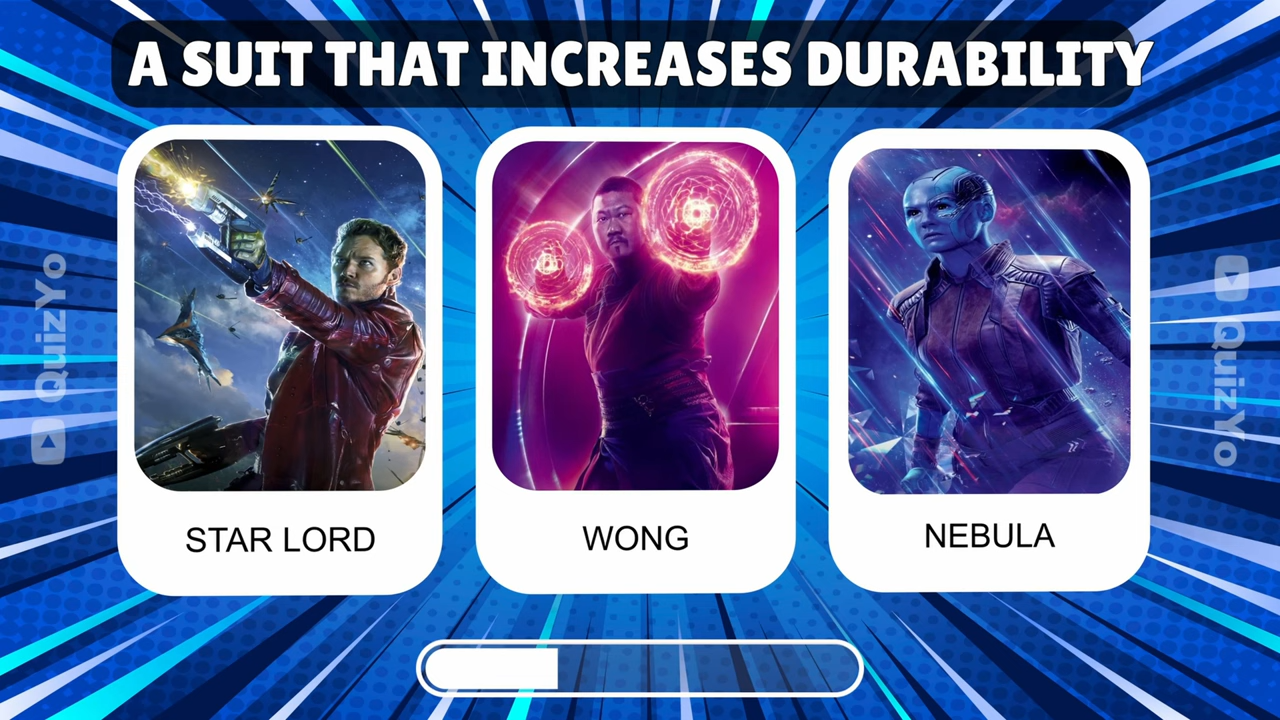 A SUIT THAT INCREASES DURABILITY
STAR LORD
WONG
NEBULA
QuizYo
QuizYo